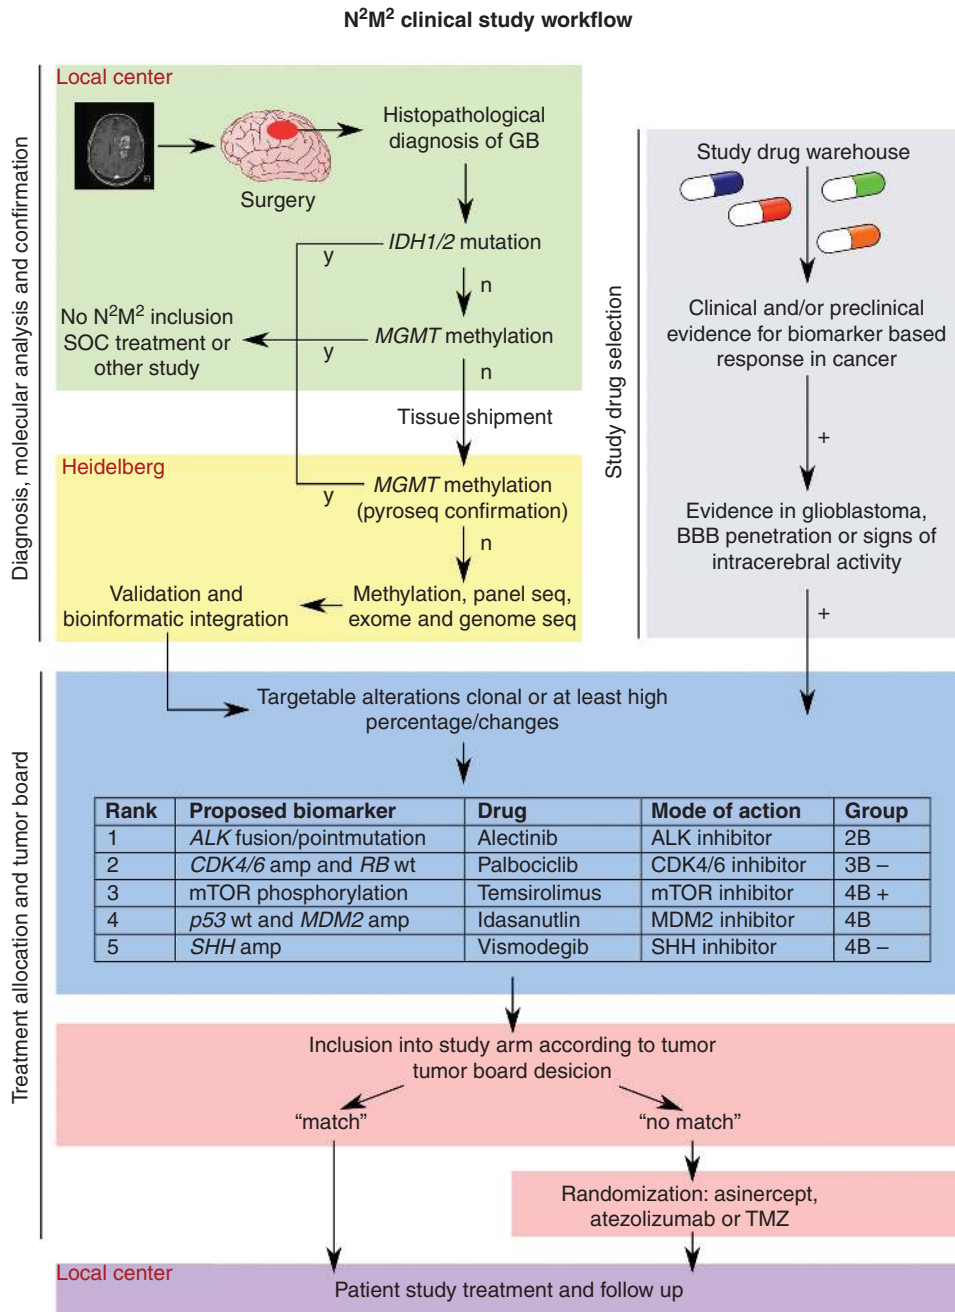 N²M² clinical study workflow
Diagnosis, molecular analysis and confirmation
Local center
Histopathological
diagnosis of GB
Surgery
IDH1/2 mutation
y
n
No N²M² inclusion
SOC treatment or
other study
MGMT methylation
y
n
Tissue shipment
Heidelberg
MGMT methylation
(pyroseq confirmation)
y
n
Validation and
bioinformatic integration
Methylation, panel seq,
exome and genome seq
Study drug selection
Study drug warehouse
Clinical and/or preclinical
evidence for biomarker based
response in cancer
+
Evidence in glioblastoma,
BBB penetration or signs of
intracerebral activity
+
Treatment allocation and tumor board
Targetable alterations clonal or at least high
percentage/changes
Rank Proposed biomarker Drug Mode of action Group
1 ALK fusion/pointmutation Alectinib ALK inhibitor 2B
2 CDK4/6 amp and RB wt Palbociclib CDK4/6 inhibitor 3B –
3 mTOR phosphorylation Temsirolimus mTOR inhibitor 4B +
4 p53 wt and MDM2 amp Idasanutlin MDM2 inhibitor 4B
5 SHH amp Vismodegib SHH inhibitor 4B –
Inclusion into study arm according to tumor
tumor board desicion
“match”
“no match”
Randomization: asinercept,
atezolizumab or TMZ
Local center
Patient study treatment and follow up